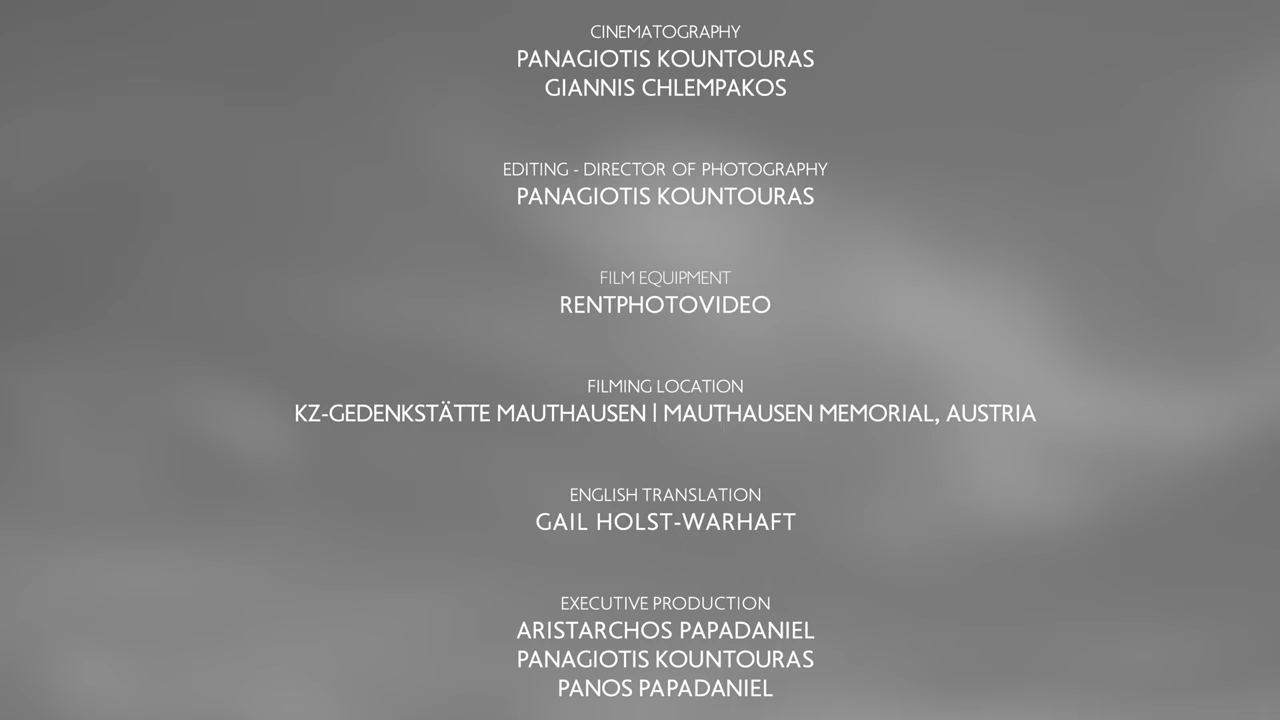 CINEMATOGRAPHY
PANAGIOTIS KOUNTOURAS
GIANNIS CHLEMPAKOS
EDITING - DIRECTOR OF PHOTOGRAPHY
PANAGIOTIS KOUNTOURAS
FILM EQUIPMENT
RENTPHOTOVIDEO
FILMING LOCATION
KZ-GEDENKSTÄTTE MAUTHAUSEN | MAUTHAUSEN MEMORIAL, AUSTRIA
ENGLISH TRANSLATION
GAIL HOLST-WARHAFT
EXECUTIVE PRODUCTION
ARISTARCHOS PAPADANIEL
PANAGIOTIS KOUNTOURAS
PANOS PAPADANIEL